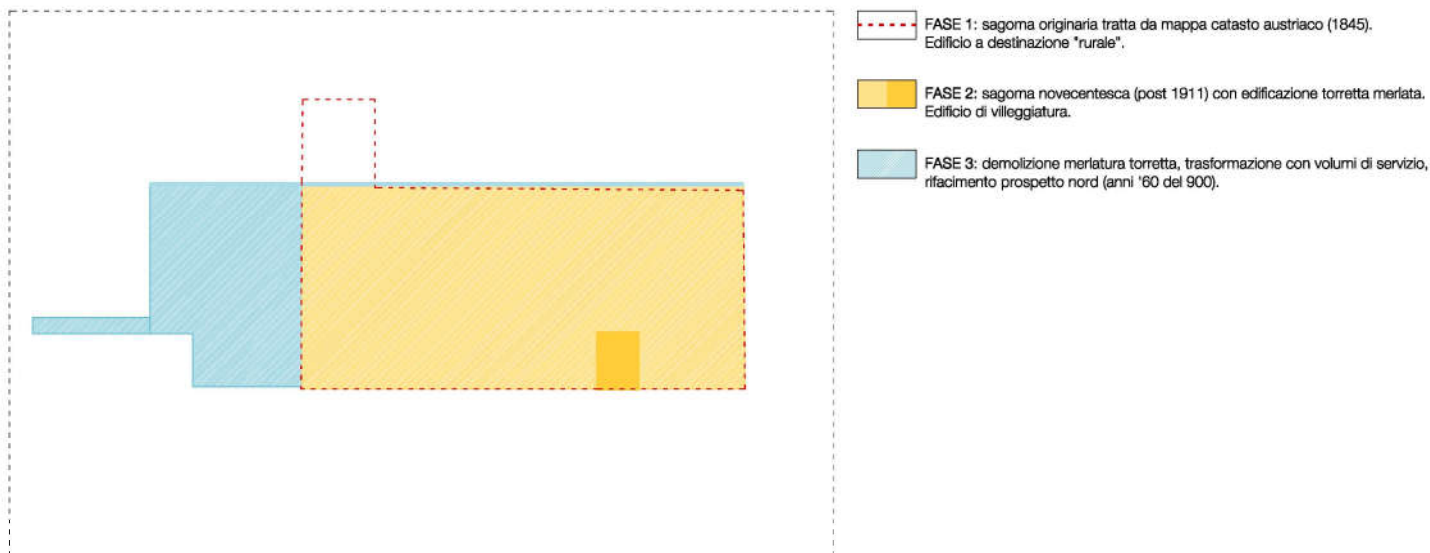 FASE 1: sagoma originaria tratta da mappa catasto austriaco (1845).
Edificio a destinazione "rurale".
FASE 2: sagoma novecentesca (post 1911) con edificazione torretta merlata.
Edificio di villeggiatura.
FASE 3: demolizione merlatura torretta, trasformazione con volumi di servizio,
rifacimento prospetto nord (anni '60 del 900).